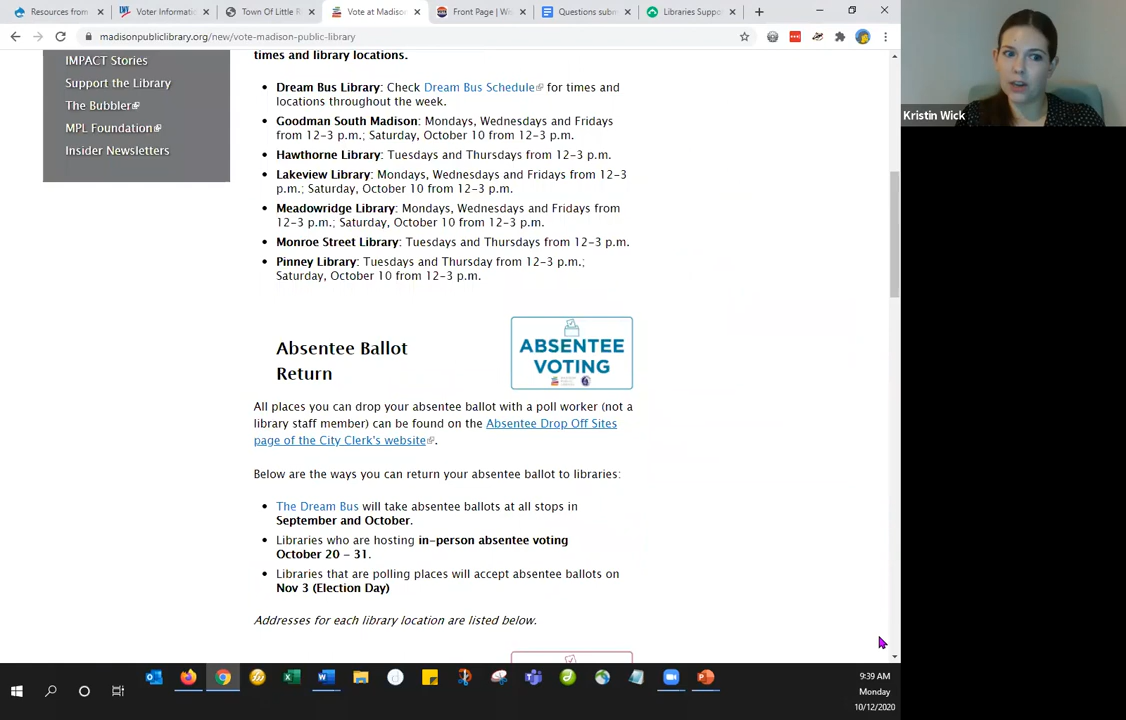 Resources from
Voter Informati
Town Of Little R
Vote at Madison
Front Page | Wis
Questions subm
Libraries Suppo
madisonpubliclibrary.org/new/vote-madison-public-library
IMPACT Stories
Support the Library
The Bubbler
MPL Foundation
Insider Newsletters
times and library locations.
Dream Bus Library: Check Dream Bus Schedule for times and
locations throughout the week.
Goodman South Madison: Mondays, Wednesdays and Fridays
from 12-3 p.m.; Saturday, October 10 from 12-3 p.m.
Hawthorne Library: Tuesdays and Thursdays from 12-3 p.m.
Lakeview Library: Mondays, Wednesdays and Fridays from 12-3
p.m.; Saturday, October 10 from 12-3 p.m.
Meadowridge Library: Mondays, Wednesdays and Fridays from
12-3 p.m.; Saturday, October 10 from 12-3 p.m.
Monroe Street Library: Tuesdays and Thursdays from 12-3 p.m.
Pinney Library: Tuesdays and Thursday from 12-3 p.m.;
Saturday, October 10 from 12-3 p.m.
Absentee Ballot
Return
ABSENTEE
VOTING
All places you can drop your absentee ballot with a poll worker (not a
library staff member) can be found on the Absentee Drop Off Sites
page of the City Clerk's website.
Below are the ways you can return your absentee ballot to libraries:
The Dream Bus will take absentee ballots at all stops in
September and October.
Libraries who are hosting in-person absentee voting
October 20 - 31.
Libraries that are polling places will accept absentee ballots on
Nov 3 (Election Day)
Addresses for each library location are listed below.
Kristin Wick
9:39 AM
Monday
10/12/2020